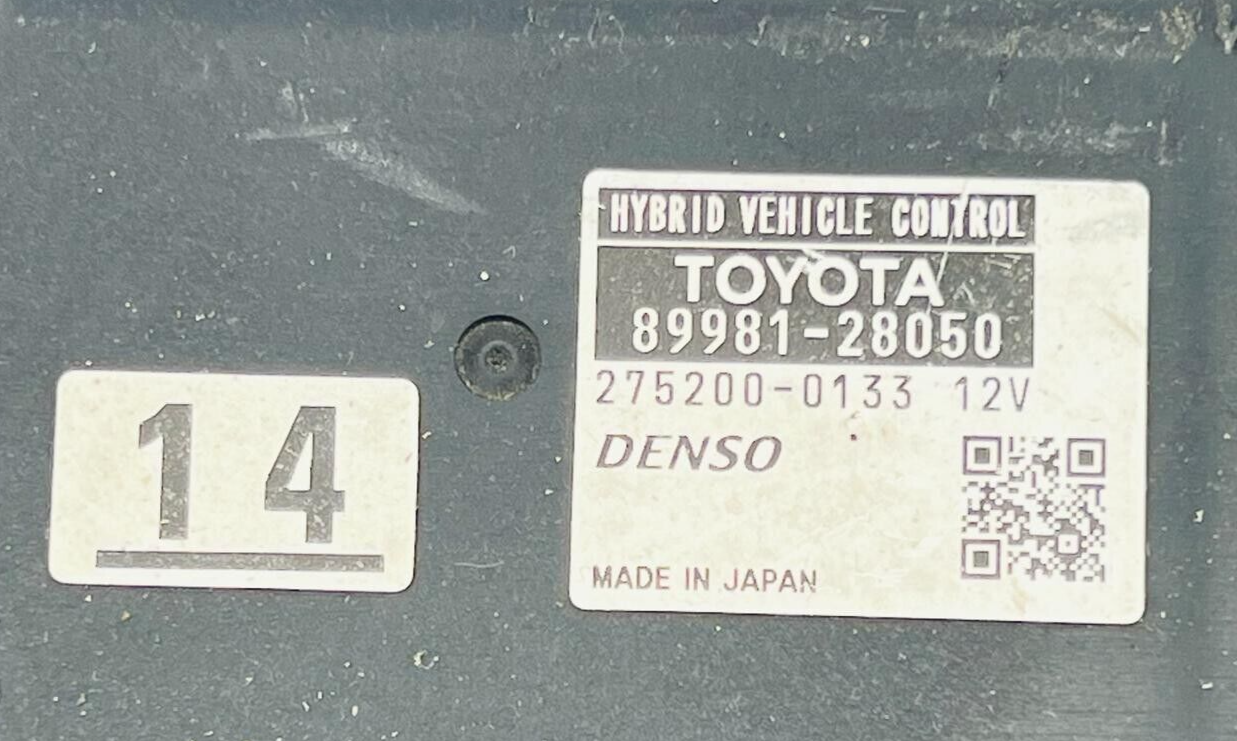 HYBRID VEHICLE CONTROL
TOYOTA
89981-28050
275200-0133 12V
DENSO
MADE IN JAPAN
14